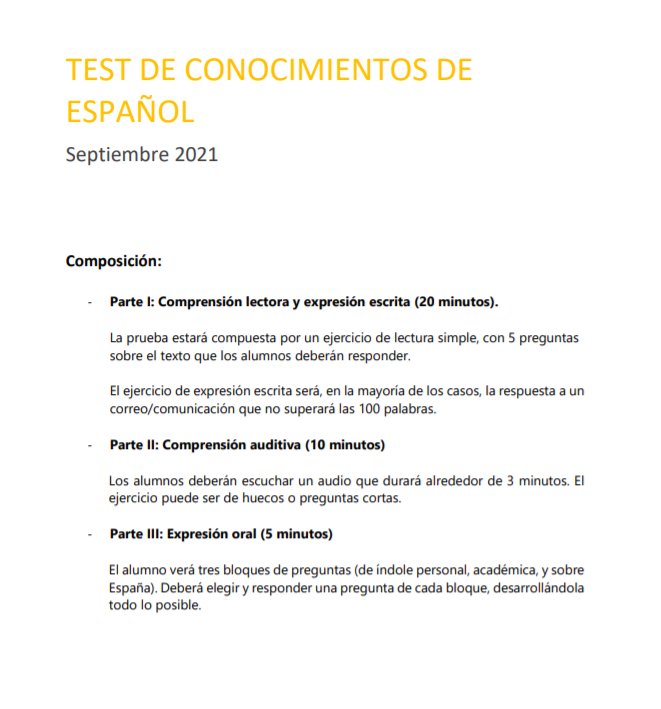 TEST DE CONOCIMIENTOS DE
ESPAÑOL
Septiembre 2021
Composición:
- Parte I: Comprensión lectora y expresión escrita (20 minutos).
La prueba estará compuesta por un ejercicio de lectura simple, con 5 preguntas
sobre el texto que los alumnos deberán responder.
El ejercicio de expresión escrita será, en la mayoría de los casos, la respuesta a un
correo/comunicación que no superará las 100 palabras.
- Parte II: Comprensión auditiva (10 minutos)
Los alumnos deberán escuchar un audio que durará alrededor de 3 minutos. El
ejercicio puede ser de huecos o preguntas cortas.
- Parte III: Expresión oral (5 minutos)
El alumno verá tres bloques de preguntas (de índole personal, académica, y sobre
España). Deberá elegir y responder una pregunta de cada bloque, desarrollándola
todo lo posible.